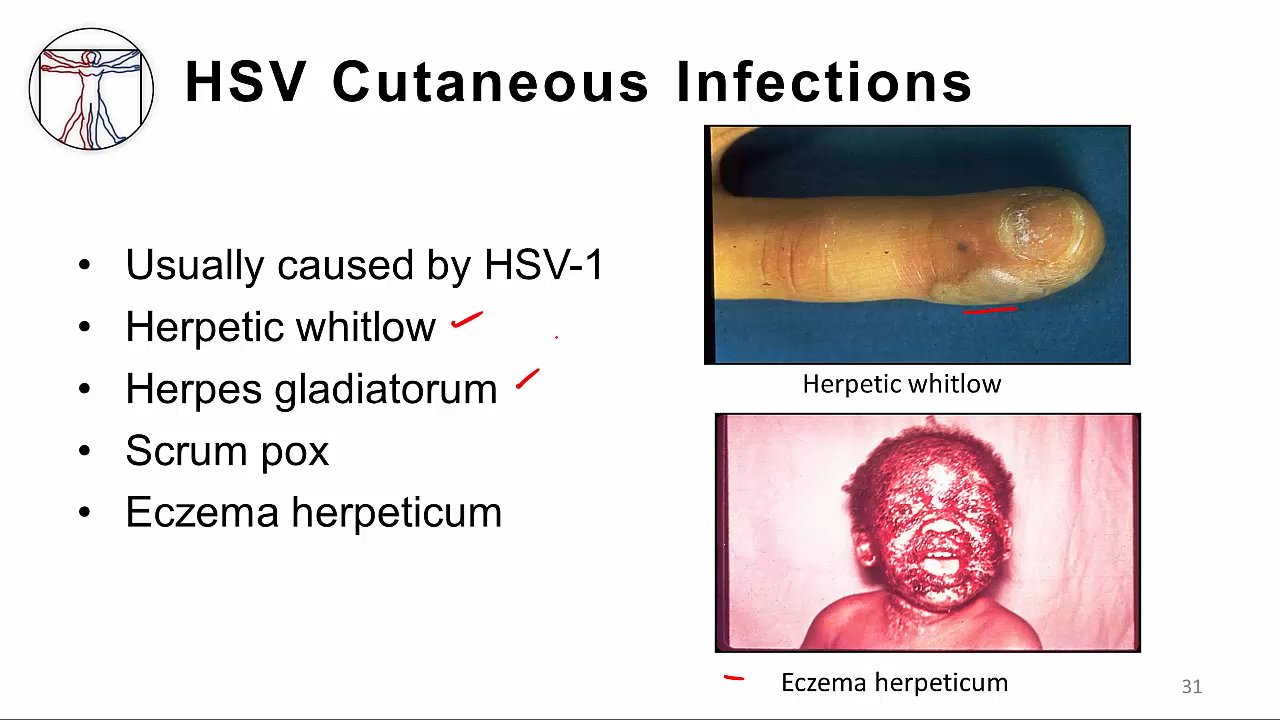 HSV Cutaneous Infections
• Usually caused by HSV-1
• Herpetic whitlow
• Herpes gladiatorum
• Scrum pox
• Eczema herpeticum
Herpetic whitlow
Eczema herpeticum
31